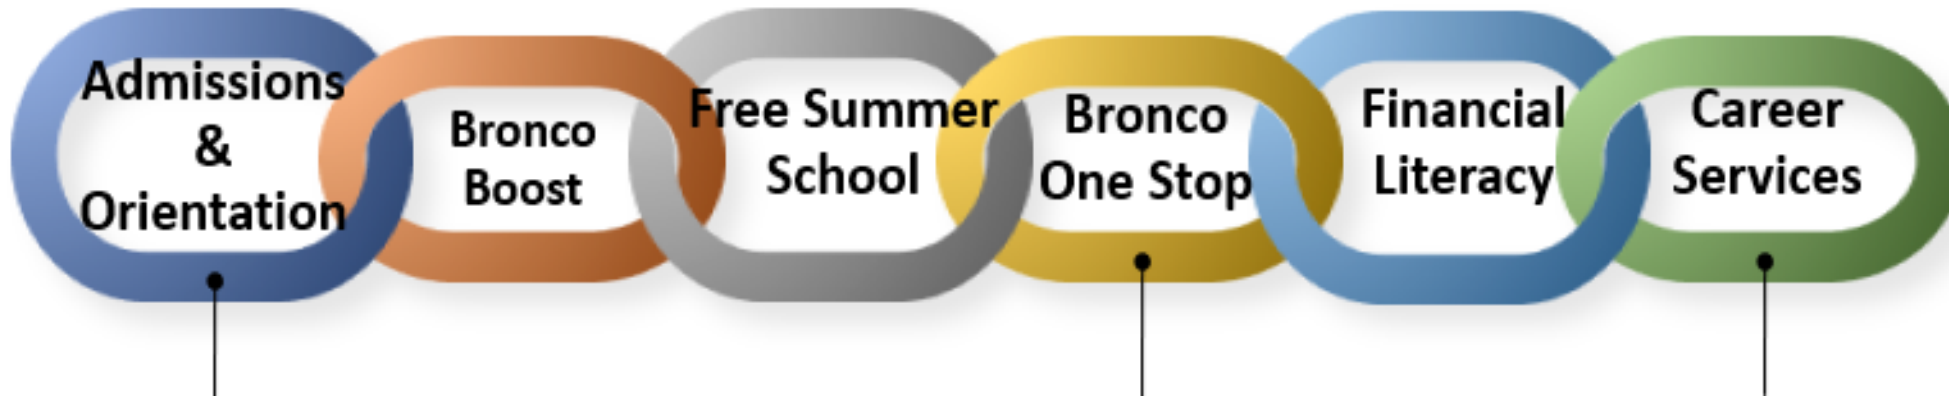 Admissions
&
Orientation
Bronco
Boost
Free Summer
School
Bronco
One Stop
Financial
Literacy
Career
Services